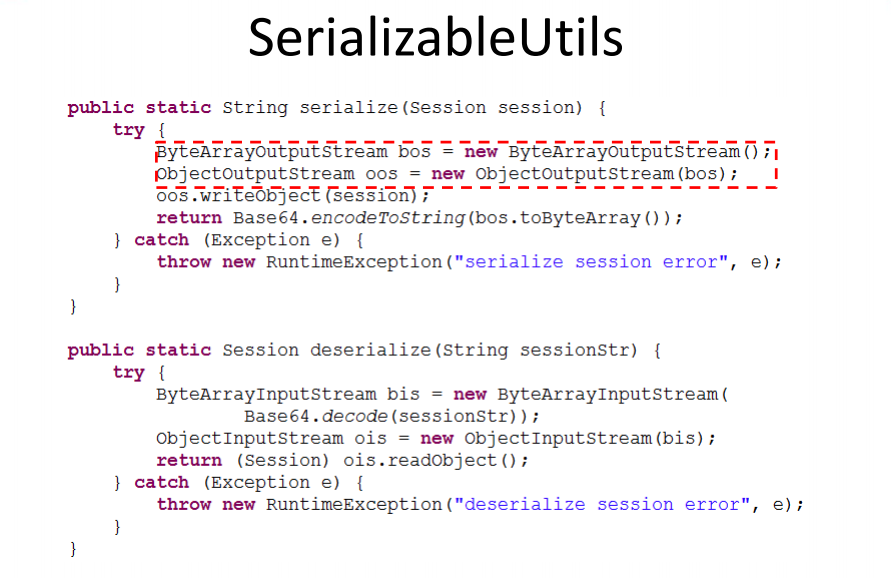 SerializableUtils
public static String serialize(Session session) {
    try {
        ByteArrayOutputStream bos = new ByteArrayOutputStream();
        ObjectOutputStream oos = new ObjectOutputStream(bos);
        oos.writeObject(session);
        return Base64.encodeToString(bos.toByteArray());
    } catch (Exception e) {
        throw new RuntimeException("serialize session error", e);
    }
}
public static Session deserialize(String sessionStr) {
    try {
        ByteArrayInputStream bis = new ByteArrayInputStream(
                Base64.decode(sessionStr));
        ObjectInputStream ois = new ObjectInputStream(bis);
        return (Session) ois.readObject();
    } catch (Exception e) {
        throw new RuntimeException("deserialize session error", e);
    }
}